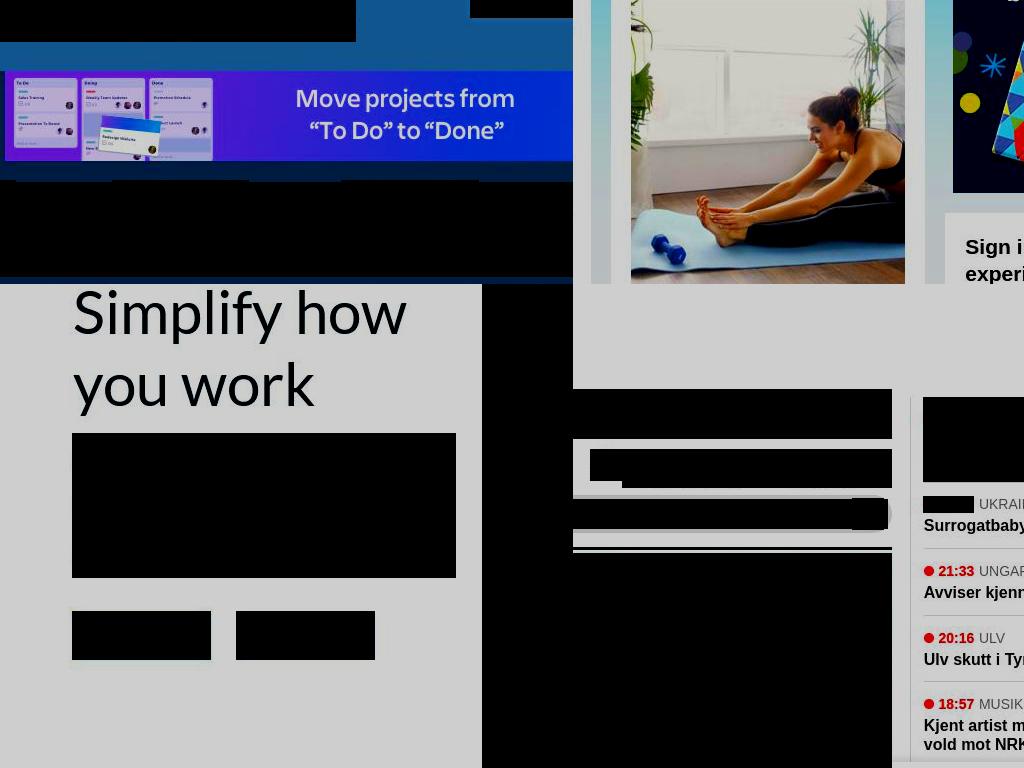 To Do
Doing
Done
Move projects from
“To Do” to “Done”
Sign i
experi
Simplify how
you work
UKRAI
Surrogatbaby
21:33 UNGAR
Avviser kjenn
20:16 ULV
Ulv skutt i Ty
18:57 MUSIK
Kjent artist m
vold mot NRK